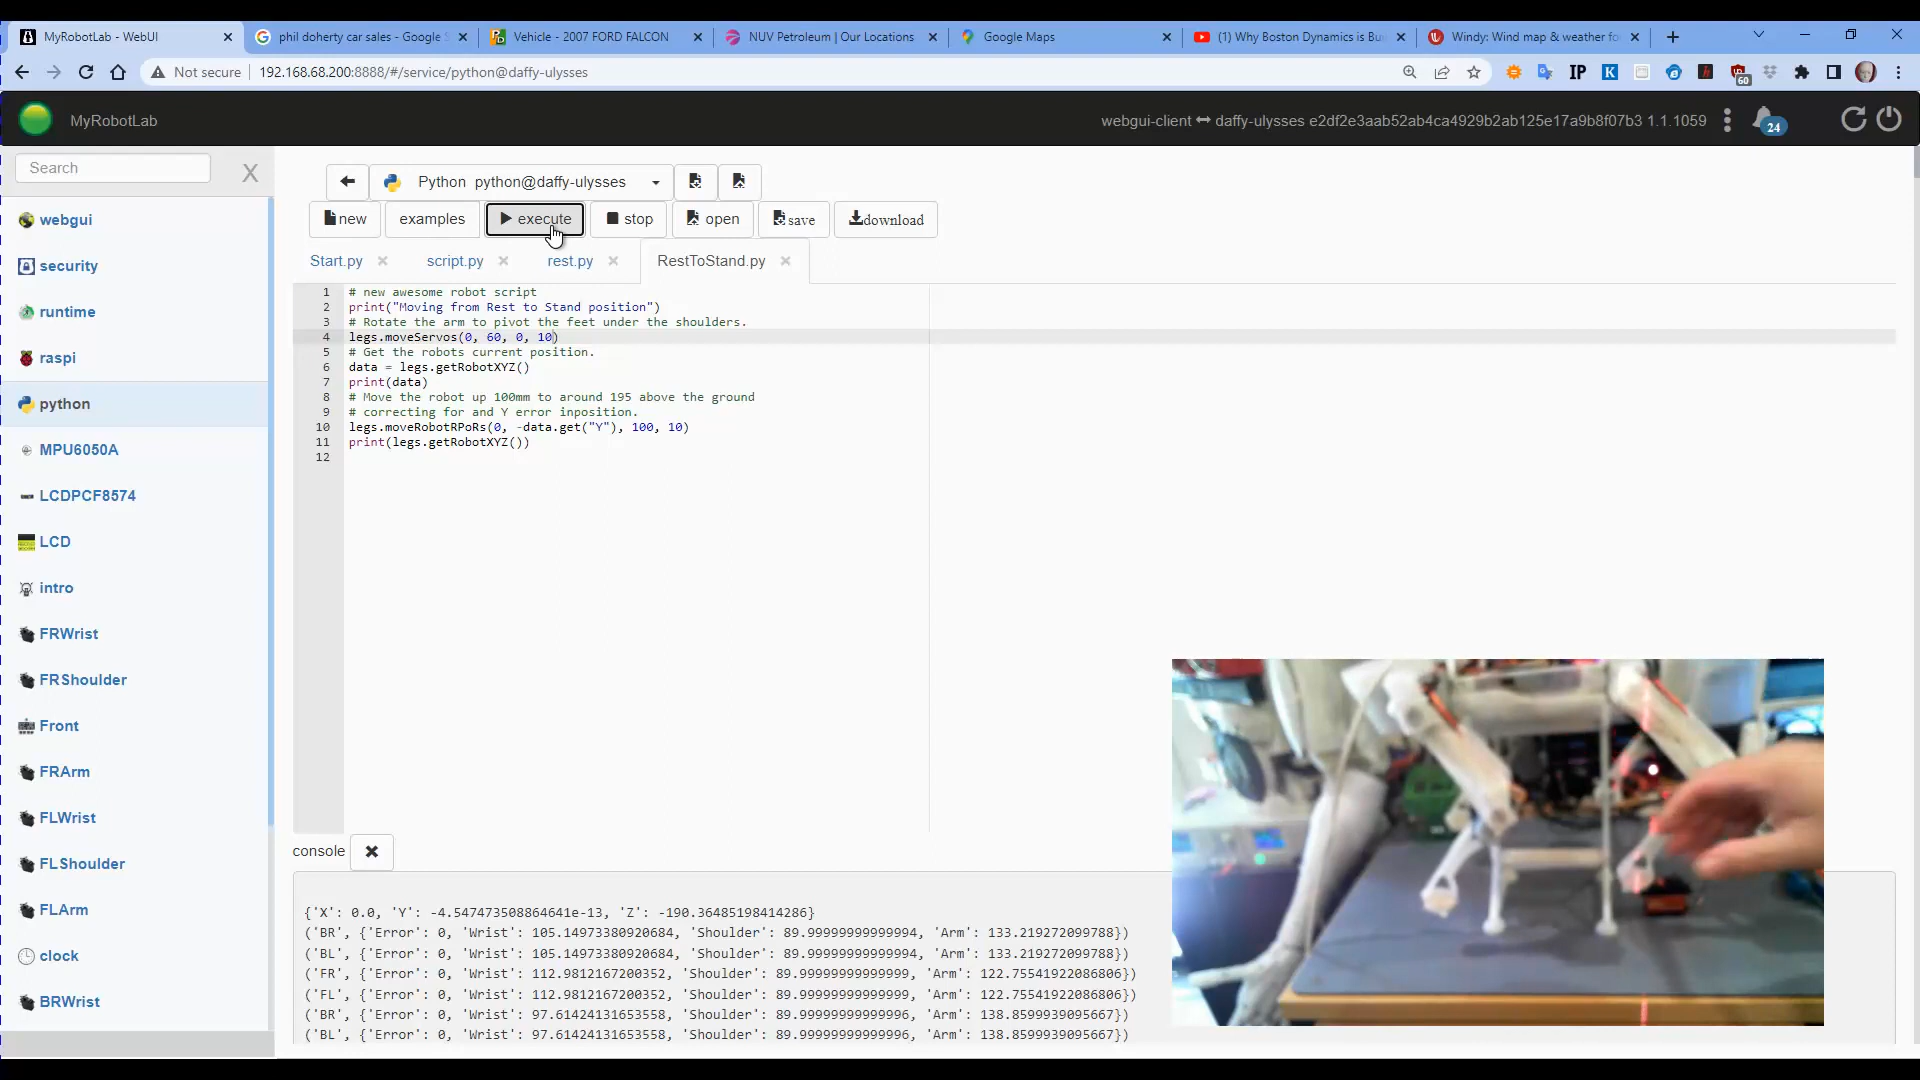 MyRobotLab - WebUI
phil doherty car sales - Google S
Vehicle - 2007 FORD FALCON
NUV Petroleum | Our Locations
Google Maps
(1) Why Boston Dynamics is Bu
Windy: Wind map & weather fo
Not secure
192.168.68.200:8888/#/service/python@daffy-ulysses
IP
K
60
MyRobotLab
webgui-client daffy-ulysses e2df2e3aab52ab4ca4929b2ab125e17a9b8f07b3 1.1.1059
24
Search
X
Python python@daffy-ulysses
new
examples
execute
stop
open
save
download
Start.py
script.py
rest.py
RestToStand.py
webgui
security
runtime
raspi
python
MPU6050A
LCDPCF8574
LCD
intro
FRWrist
FRShoulder
Front
FRArm
FLWrist
FLShoulder
FLArm
clock
BRWrist
1 # new awesome robot script
2 print("Moving from Rest to Stand position")
3 # Rotate the arm to pivot the feet under the shoulders.
4 legs.moveServos(0, 60, 0, 10)
5 # Get the robots current position.
6 data = legs.getRobotXYZ()
7 print(data)
8 # Move the robot up 100mm to around 195 above the ground
9 # correcting for and Y error inposition.
10 legs.moveRobotRPoRs(0, -data.get("Y"), 100, 10)
11 print(legs.getRobotXYZ())
12
console
{'X': 0.0, 'Y': -4.547473508864641e-13, 'Z': -190.36485198414286}
('BR', {'Error': 0, 'Wrist': 105.14973380920684, 'Shoulder': 89.99999999999994, 'Arm': 133.219272099788})
('BL', {'Error': 0, 'Wrist': 105.14973380920684, 'Shoulder': 89.99999999999994, 'Arm': 133.219272099788})
('FR', {'Error': 0, 'Wrist': 112.9812167200352, 'Shoulder': 89.99999999999999, 'Arm': 122.75541922086806})
('FL', {'Error': 0, 'Wrist': 112.9812167200352, 'Shoulder': 89.99999999999999, 'Arm': 122.75541922086806})
('BR', {'Error': 0, 'Wrist': 97.61424131653558, 'Shoulder': 89.99999999999996, 'Arm': 138.8599939095667})
('BL', {'Error': 0, 'Wrist': 97.61424131653558, 'Shoulder': 89.99999999999996, 'Arm': 138.8599939095667})